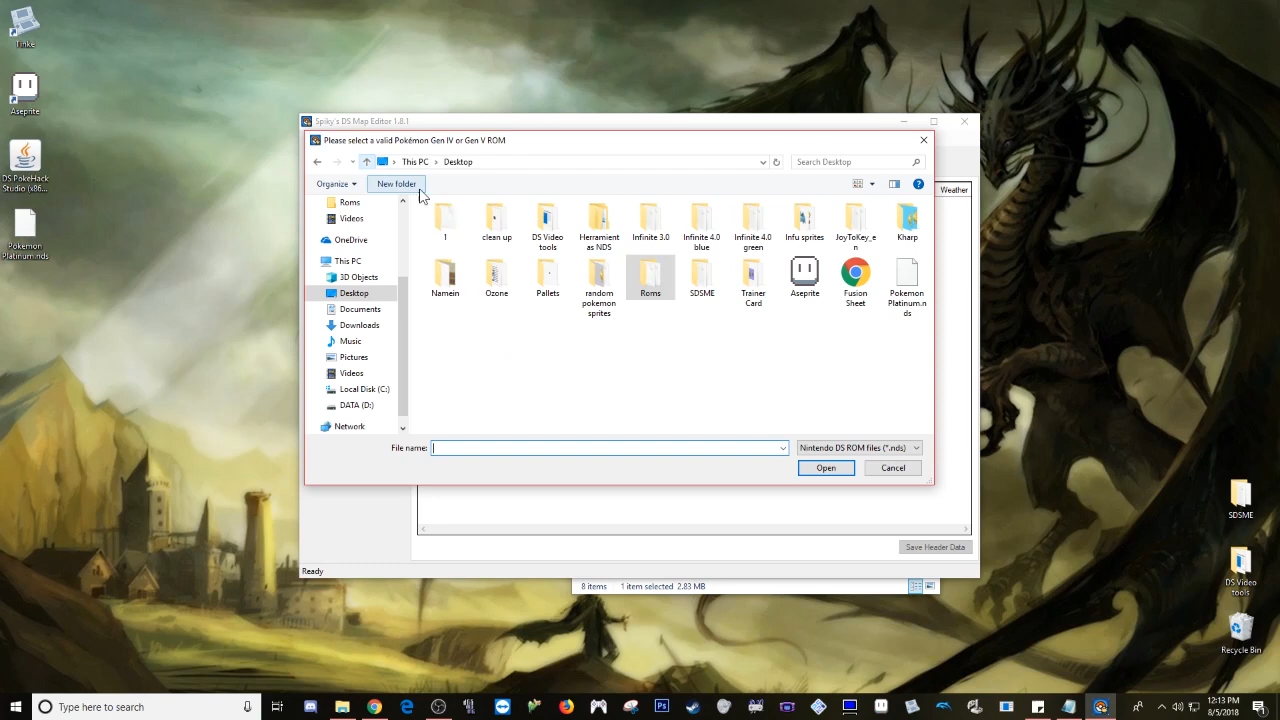 Tinke
Aseprite
DS PokeHack
Studio (x86...
Pokemon
Platinum.nds
Spiky's DS Map Editor 1.8.1
Please select a valid Pokémon Gen IV or Gen V ROM
This PC
Desktop
Search Desktop
Organize
New folder
Weather
Roms
Videos
OneDrive
This PC
3D Objects
Desktop
Documents
Downloads
Music
Pictures
Videos
Local Disk (C:)
DATA (D:)
Network
1
clean up
DS Video
tools
Herramient
as NDS
Infinite 3.0
Infinite 4.0
blue
Infinite 4.0
green
Infu sprites
JoyToKey_e
n
Kharp
Namein
Ozone
Pallets
random
pokemon
sprites
Roms
SDSME
Trainer
Card
Aseprite
Fusion
Sheet
Pokemon
Platinum.n
ds
File name:
Nintendo DS ROM files (*.nds)
Open
Cancel
Save Header Data
Ready
8 items 1 item selected 2.83 MB
SDSME
DS Video
tools
Recycle Bin
Type here to search
12:13 PM
8/5/2018